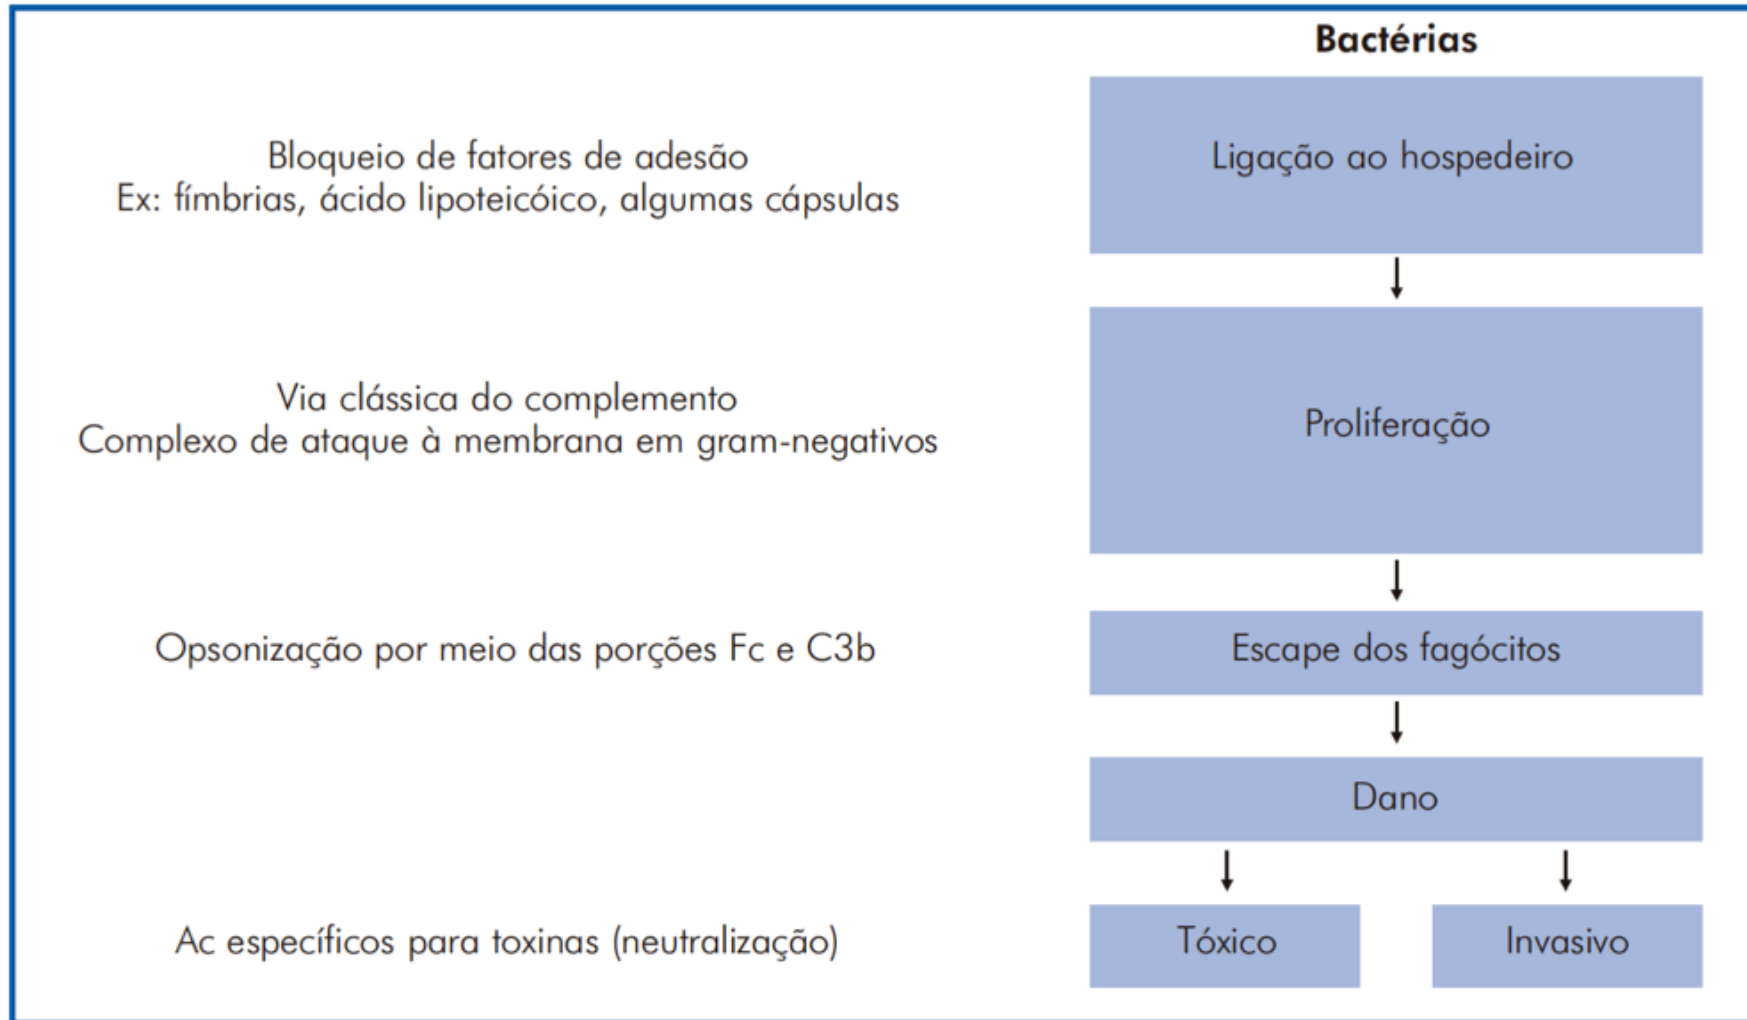 Bactérias
Bloqueio de fatores de adesão
Ex: fímbrias, ácido lipoteicóico, algumas cápsulas
Ligação ao hospedeiro
Via clássica do complemento
Complexo de ataque à membrana em gram-negativos
Proliferação
Opsonização por meio das porções Fc e C3b
Escape dos fagócitos
Dano
Ac específicos para toxinas (neutralização)
Tóxico
Invasivo